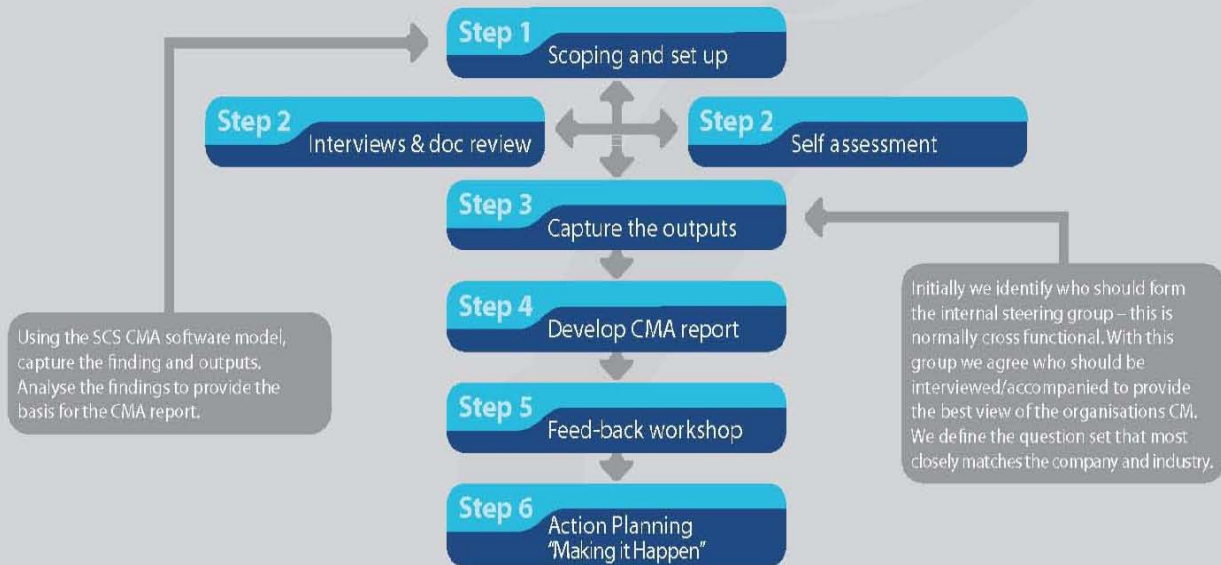 Step 1
Scoping and set up
Step 2
Interviews & doc review
Step 2
Self assessment
Step 3
Capture the outputs
Step 4
Develop CMA report
Step 5
Feed-back workshop
Step 6
Action Planning
“Making it Happen”
Using the SCS CMA software model,
capture the finding and outputs.
Analyse the findings to provide the
basis for the CMA report.
Initially we identify who should form
the internal steering group – this is
normally cross functional. With this
group we agree who should be
interviewed/accompanied to provide
the best view of the organisations CM.
We define the question set that most
closely matches the company and industry.